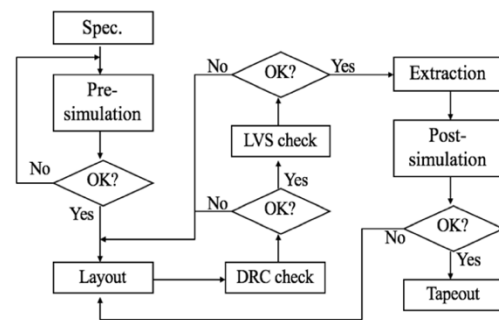 Spec.
Pre-
simulation
No
OK?
Yes
Layout
DRC check
OK?
No
Yes
LVS check
OK?
No
Yes
Extraction
Post-
simulation
OK?
No
Yes
Tapeout